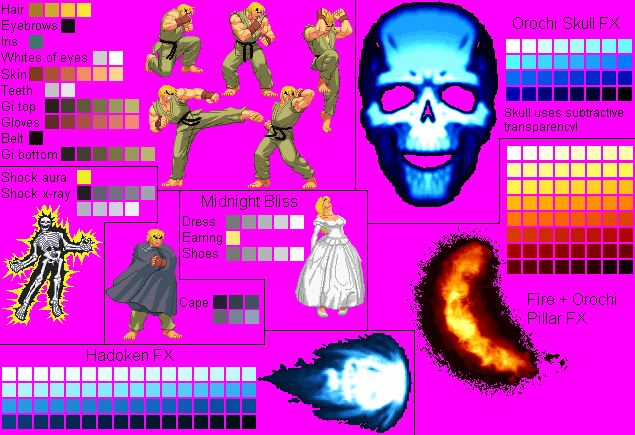 Hair
Eyebrows
Iris
Whites of eyes
Skin
Teeth
Gi top
Gloves
Belt
Gi bottom
Shock aura
Shock x-ray
Midnight Bliss
Dress
Earring
Shoes
Cape
Orochi Skull FX
Skull uses subtractive
transparency!
Fire + Orochi
Pillar FX
Hadoken FX